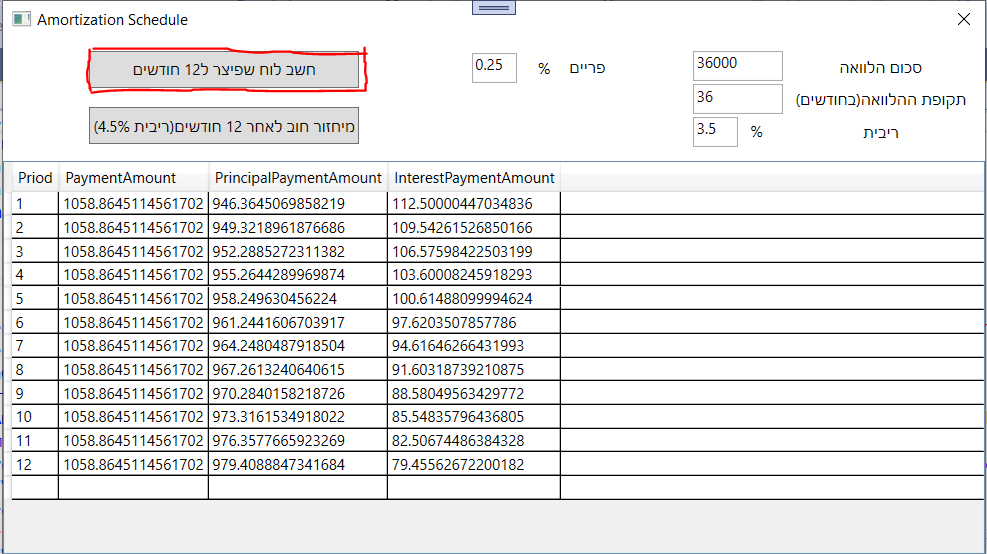 Amortization Schedule
חשב לוח שפיצר ל12 חודשים
0.25 % פריים
36000 סכום הלוואה
36 תקופת ההלוואה(בחודשים)
מיחזור חוב לאחר 12 חודשים(ריבית 4.5%)
3.5 % ריבית
Priod PaymentAmount PrincipalPaymentAmount InterestPaymentAmount
1 1058.8645114561702 946.3645069858219 112.50000447034836
2 1058.8645114561702 949.3218961876686 109.54261526850166
3 1058.8645114561702 952.2885272311382 106.57598422503199
4 1058.8645114561702 955.2644289969874 103.60008245918293
5 1058.8645114561702 958.249630456224 100.61488099994624
6 1058.8645114561702 961.2441606703917 97.6203507857786
7 1058.8645114561702 964.2480487918504 94.61646266431993
8 1058.8645114561702 967.2613240640615 91.60318739210875
9 1058.8645114561702 970.2840158218726 88.58049563429772
10 1058.8645114561702 973.3161534918022 85.54835796436805
11 1058.8645114561702 976.3577665923269 82.50674486384328
12 1058.8645114561702 979.4088847341684 79.45562672200182